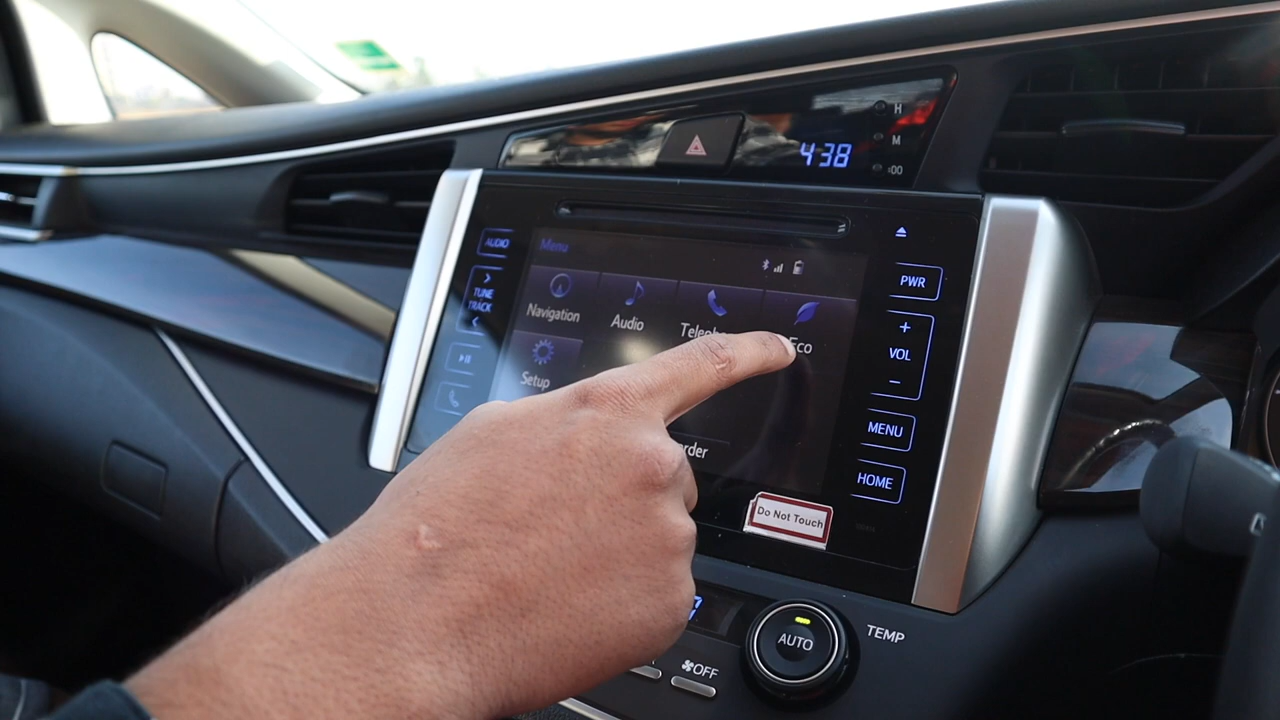 H
4:38
M
:00
AUDIO
TUNE
TRACK
Menu
Navigation
Audio
Eco
Setup
PWR
+
VOL
-
MENU
HOME
Do Not Touch
AUTO
TEMP
OFF